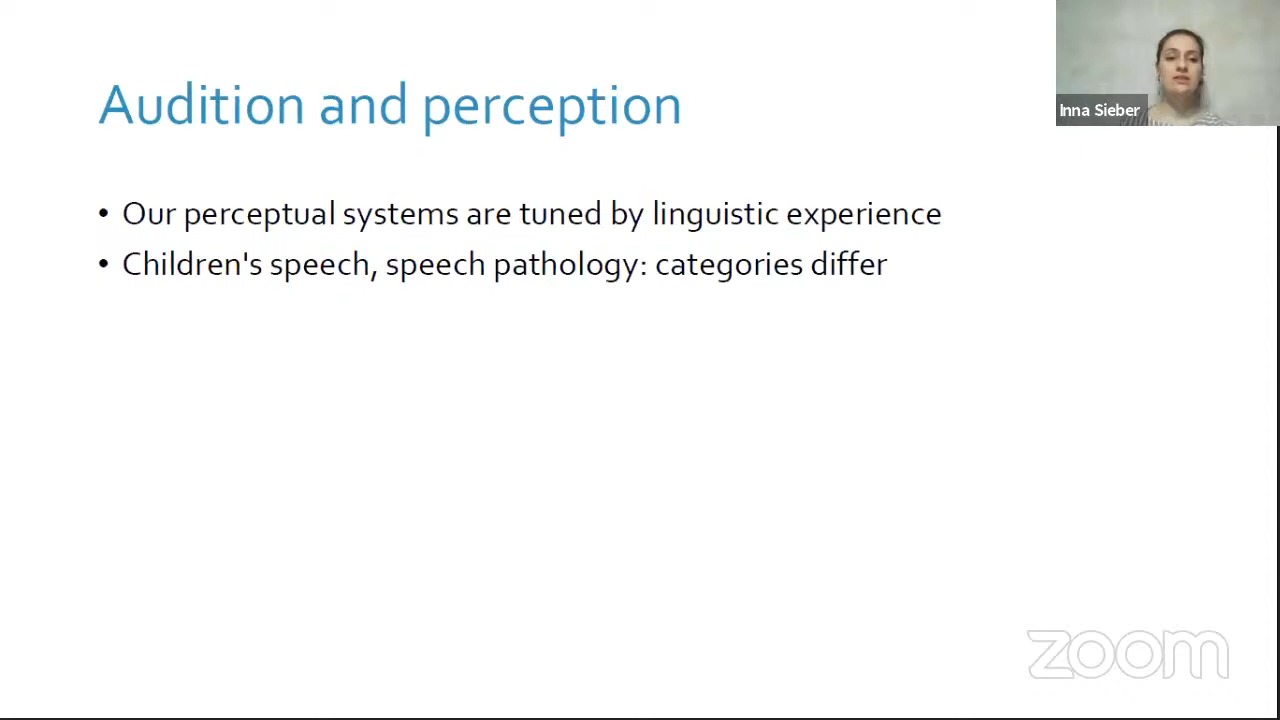 Audition and perception
Inna Sieber
• Our perceptual systems are tuned by linguistic experience
• Children's speech, speech pathology: categories differ
zoom